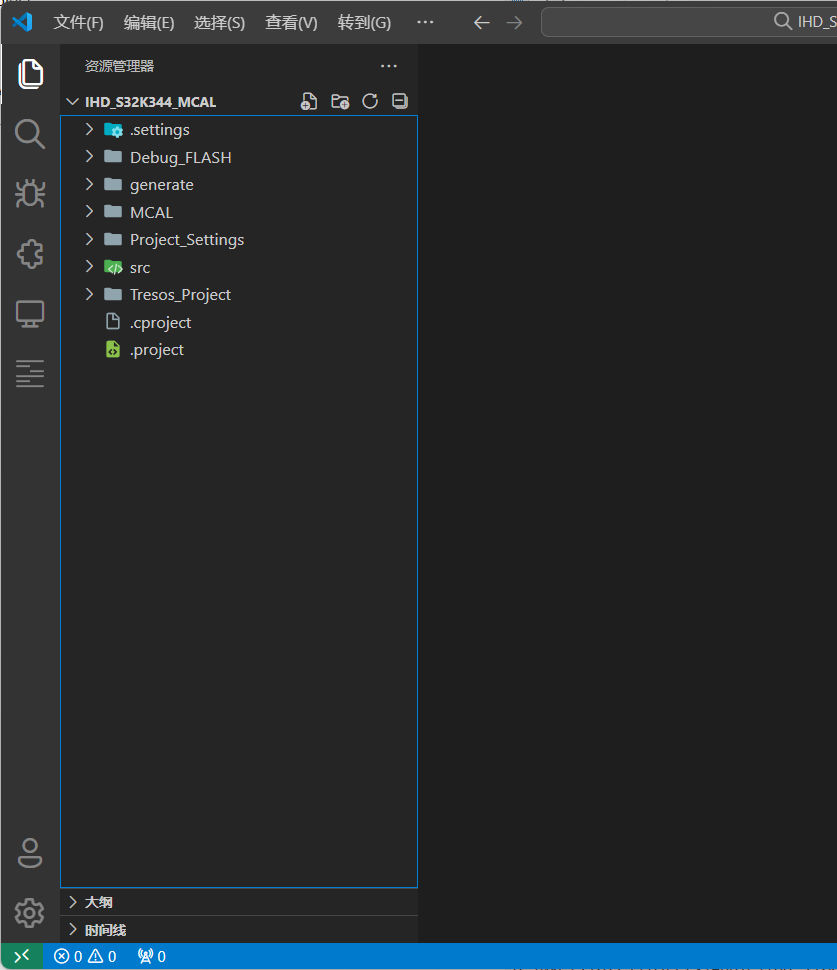 文件(F) 编辑(E) 选择(S) 查看(V) 转到(G) ··· IHD_S
资源管理器 ···
IHD_S32K344_MCAL
.settings
Debug_FLASH
generate
MCAL
Project_Settings
src
Tresos_Project
.cproject
.project
大纲
时间线
0 0 0